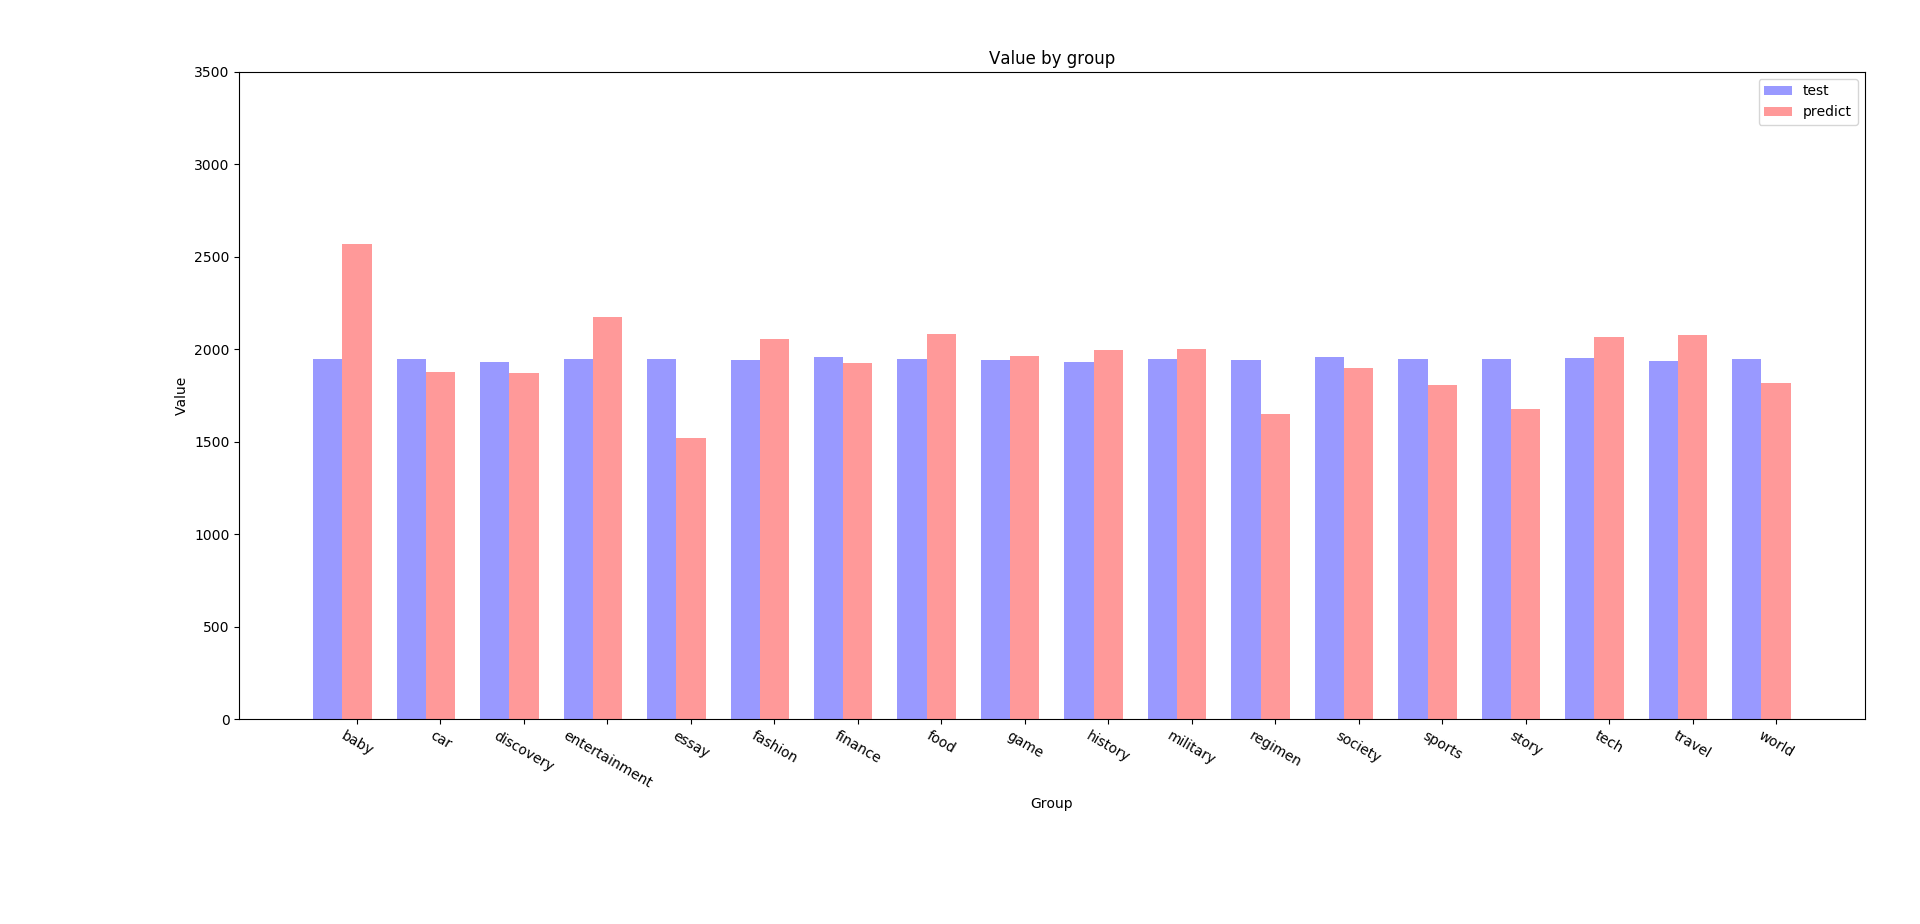 Value by group
test
predict
3500
3000
2500
2000
1500
1000
500
0
Value
baby
car
discovery
entertainment
essay
fashion
finance
food
game
history
military
regimen
society
sports
story
tech
travel
world
Group